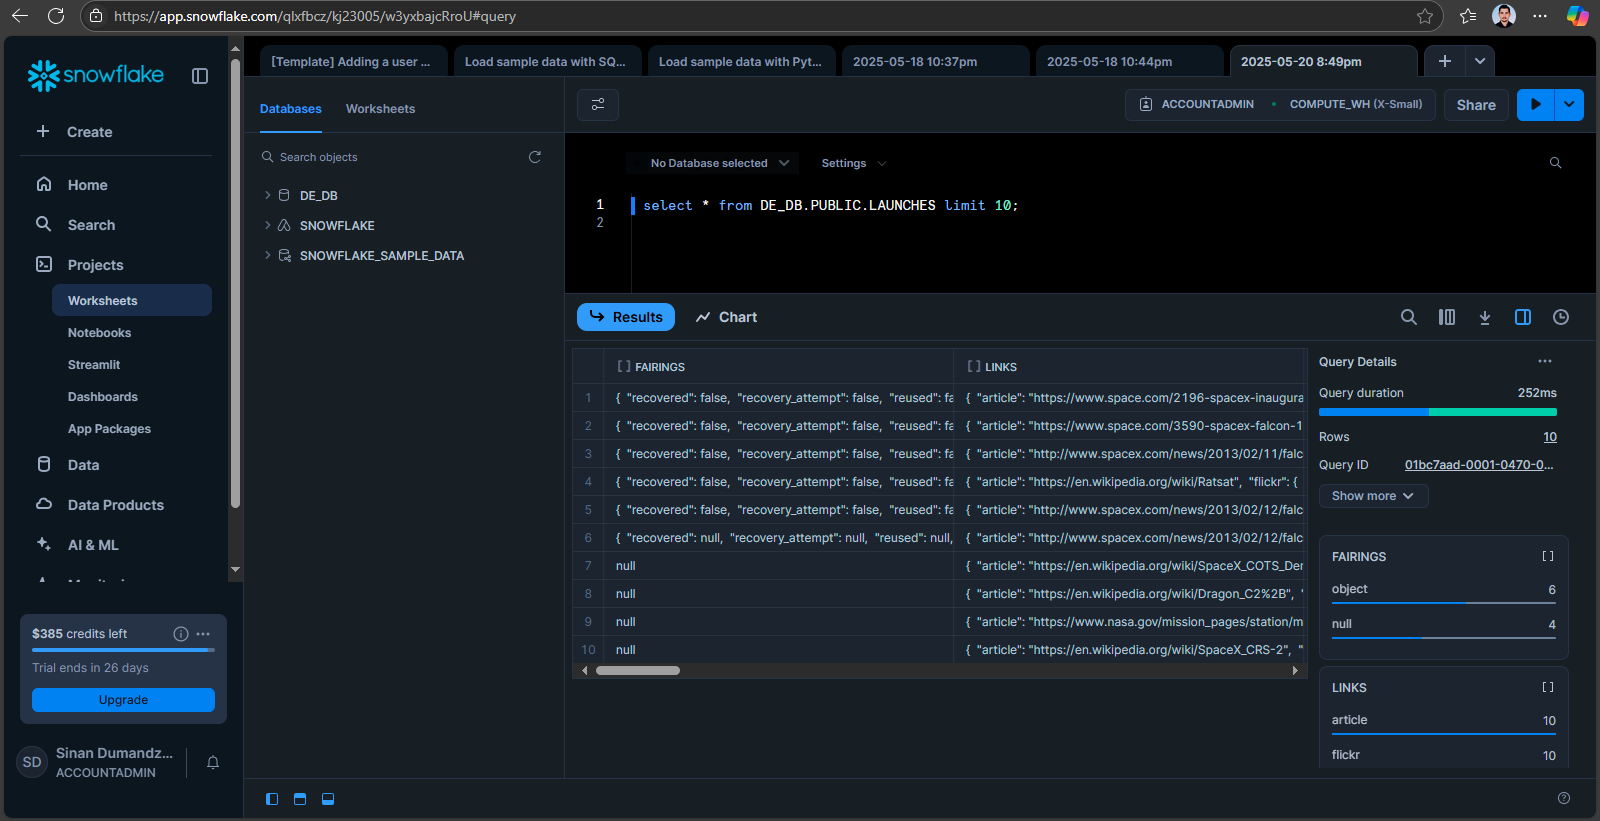 https://app.snowflake.com/qlxfbcz/kj23005/w3yxbajcRroU#query
snowflake
[Template] Adding a user ...
Load sample data with SQ...
Load sample data with Pyt...
2025-05-18 10:37pm
2025-05-18 10:44pm
2025-05-20 8:49pm
Create
Home
Search
Projects
Worksheets
Notebooks
Streamlit
Dashboards
App Packages
Data
Data Products
AI & ML
$385 credits left
Trial ends in 26 days
Upgrade
SD
Sinan Dumandz...
ACCOUNTADMIN
Databases
Worksheets
Search objects
DE_DB
SNOWFLAKE
SNOWFLAKE_SAMPLE_DATA
ACCOUNTADMIN
COMPUTE_WH (X-Small)
Share
No Database selected
Settings
1 select * from DE_DB.PUBLIC.LAUNCHES limit 10;
2
Results
Chart
[ ] FAIRINGS [ ] LINKS
1 { "recovered": false, "recovery_attempt": false, "reused": fa { "article": "https://www.space.com/2196-spacex-inaugura
2 { "recovered": false, "recovery_attempt": false, "reused": fa { "article": "https://www.space.com/3590-spacex-falcon-1
3 { "recovered": false, "recovery_attempt": false, "reused": fa { "article": "http://www.spacex.com/news/2013/02/11/falc
4 { "recovered": false, "recovery_attempt": false, "reused": fa { "article": "https://en.wikipedia.org/wiki/Ratsat", "flickr": {
5 { "recovered": false, "recovery_attempt": false, "reused": fa { "article": "http://www.spacex.com/news/2013/02/12/falc
6 { "recovered": null, "recovery_attempt": null, "reused": null, { "article": "http://www.spacex.com/news/2013/02/12/falc
7 null { "article": "https://en.wikipedia.org/wiki/SpaceX_COTS_Der
8 null { "article": "https://en.wikipedia.org/wiki/Dragon_C2%2B", "
9 null { "article": "https://www.nasa.gov/mission_pages/station/m
10 null { "article": "https://en.wikipedia.org/wiki/SpaceX_CRS-2", "
Query Details
Query duration 252ms
Rows 10
Query ID 01bc7aad-0001-0470-0...
Show more
FAIRINGS [ ]
object 6
null 4
LINKS [ ]
article 10
flickr 10